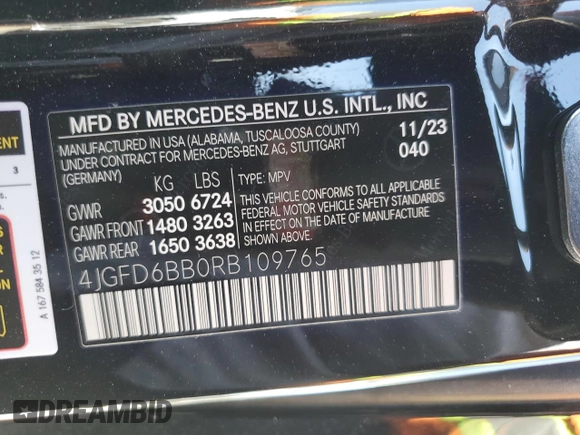 MFD BY MERCEDES-BENZ U.S. INTL., INC
MANUFACTURED IN USA (ALABAMA, TUSCALOOSA COUNTY)
UNDER CONTRACT FOR MERCEDES-BENZ AG, STUTTGART
(GERMANY)
11/23
040
KG LBS
GVWR 3050 6724
GAWR FRONT 1480 3263
GAWR REAR 1650 3638
TYPE: MPV
THIS VEHICLE CONFORMS TO ALL APPLICABLE
FEDERAL MOTOR VEHICLE SAFETY STANDARDS
IN EFFECT ON THE DATE OF MANUFACTURE
SHOWN ABOVE.
4JGFD6BB0RB109765
3
A 167 584 35 12
DREAMBID